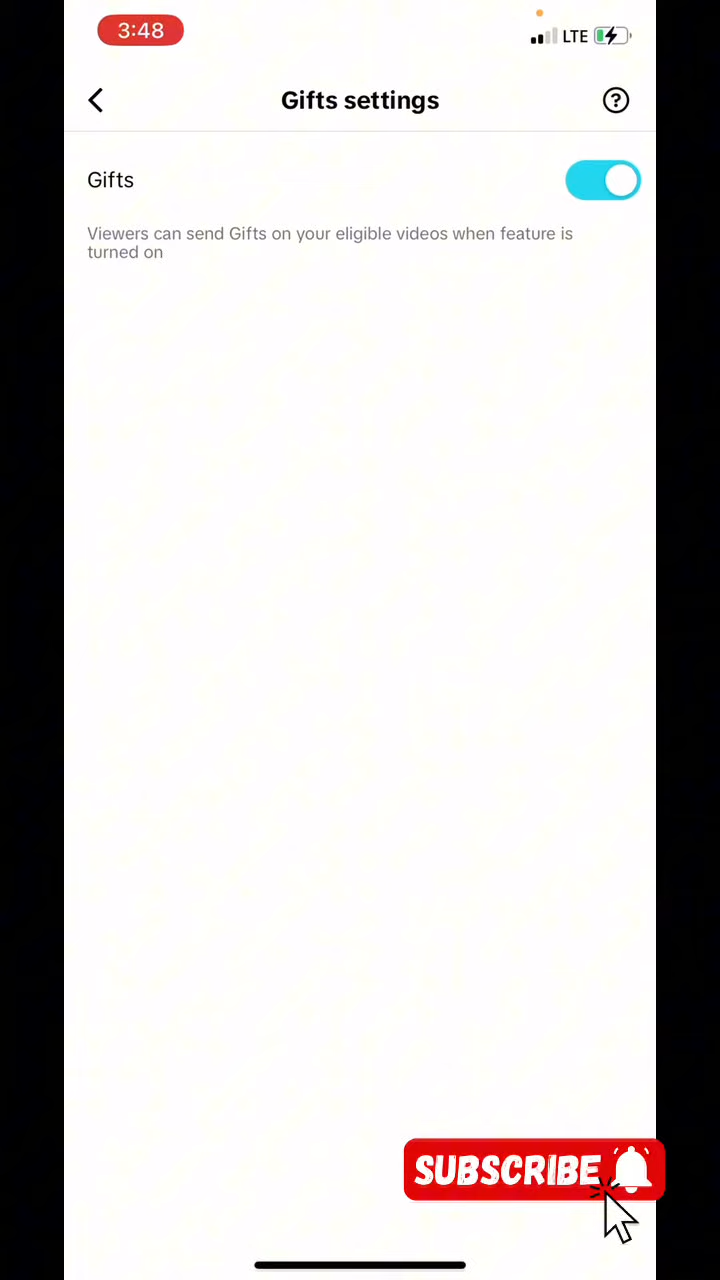 3:48
LTE
Gifts settings
Gifts
Viewers can send Gifts on your eligible videos when feature is
turned on
SUBSCRIBE